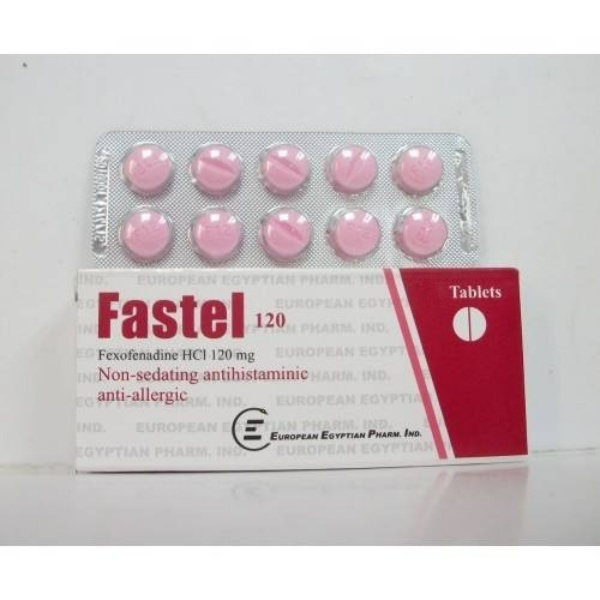 Fastel 120
Fexofenadine HCl 120 mg
Non-sedating antihistaminic
anti-allergic
EUROPEAN EGYPTIAN PHARM. IND.
Tablets